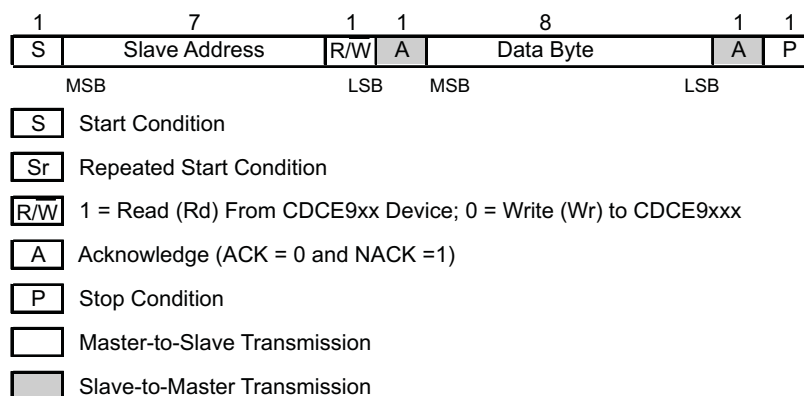 1 7 1 1 8 1 1
S Slave Address R/W̅ A Data Byte A P
MSB LSB MSB LSB
S Start Condition
Sr Repeated Start Condition
R/W̅ 1 = Read (Rd) From CDCE9xx Device; 0 = Write (Wr) to CDCE9xxx
A Acknowledge (ACK = 0 and NACK =1)
P Stop Condition
Master-to-Slave Transmission
Slave-to-Master Transmission